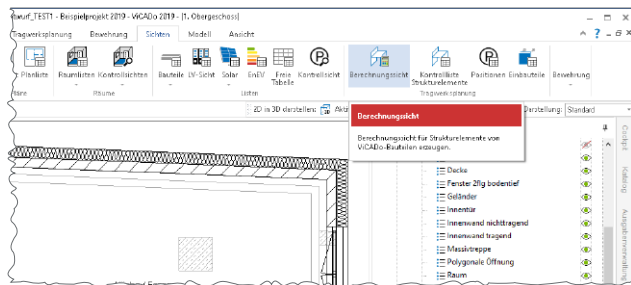 twurf_TEST1 - Beispielprojekt 2019 - ViCADo 2019 - [1. Obergeschoss]
Tragwerksplanung Bewehrung Sichten Modell Ansicht
Planliste Raumlisten Kontrollsichten Bauteile LV-Sicht Solar EnEV Freie Tabelle Kontrollsicht Berechnungssicht Kontrollliste Strukturelemente Positionen Einbauteile Bewehrung
Räume Listen Tragwerksplanung
2D in 3D darstellen: Darstellung: Standard
Berechnungssicht
Berechnungssicht für Strukturelemente von
ViCADo-Bauteilen erzeugen.
Decke
Fenster 2flg bodentief
Geländer
Innentür
Innenwand nichttragend
Innenwand tragend
Massivtreppe
Polygonale Öffnung
Raum
Cockpit
Katalog
Ausgabenverwaltung